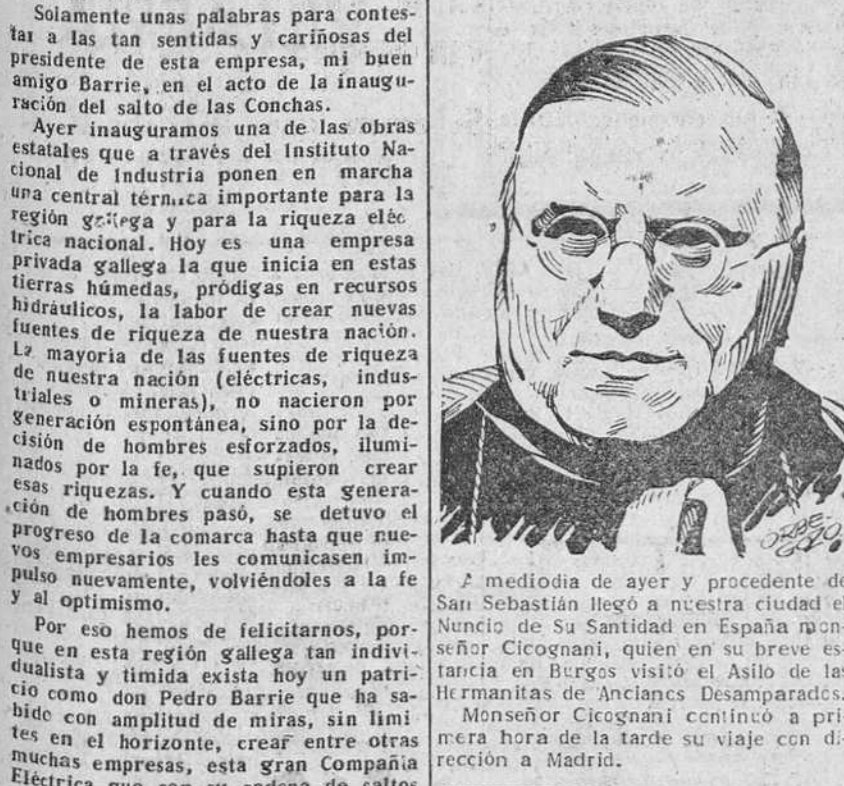 Solamente unas palabras para contes-
tar a las tan sentidas y cariñosas del
presidente de esta empresa, mi buen
amigo Barrie, en el acto de la inaugu-
ración del salto de las Conchas.
Ayer inauguramos una de las obras
estatales que a través del Instituto Na-
cional de Industria ponen en marcha
una central térmica importante para la
región gallega y para la riqueza eléc
trica nacional. Hoy es una empresa
privada gallega la que inicia en estas
tierras húmedas, pródigas en recursos
hidráulicos, la labor de crear nuevas
fuentes de riqueza de nuestra nación.
La mayoria de las fuentes de riqueza
de nuestra nación (eléctricas, indus-
triales o mineras), no nacieron por
generación espontánea, sino por la de-
cisión de hombres esforzados, ilumi-
nados por la fe, que supieron crear
esas riquezas. Y cuando esta genera-
ción de hombres pasó, se detuvo el
progreso de la comarca hasta que nue-
vos empresarios les comunicasen im-
pulso nuevamente, volviéndoles a la fe
y al optimismo.
Por eso hemos de felicitarnos, por-
que en esta región gallega tan indivi-
dualista y timida exista hoy un patri-
cio como don Pedro Barrie que ha sa-
bido con amplitud de miras, sin limi
tes en el horizonte, crear entre otras
muchas empresas, esta gran Compañía
Eléctrica que con su cadena de saltos
ORBE-
GOZO
A mediodia de ayer y procedente de
San Sebastián llegó a nuestra ciudad el
Nuncio de Su Santidad en España mon-
señor Cicognani, quien en su breve es-
tancia en Burgos visitó el Asilo de las
Hermanitas de Ancianos Desamparados.
Monseñor Cicognani continuó a pri-
mera hora de la tarde su viaje con di-
rección a Madrid.